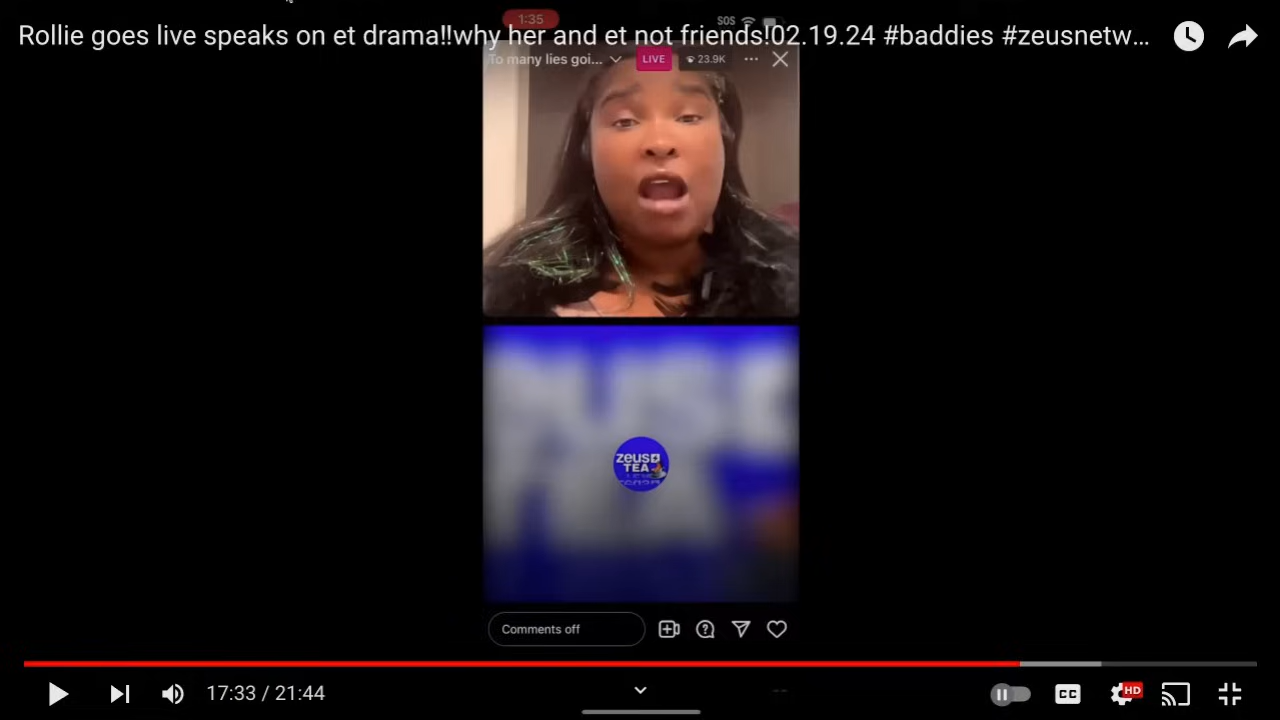 1:35
SOS
Rollie goes live speaks on et drama!!why her and et not friends!02.19.24 #baddies #zeusnetw...
To many lies goi...
LIVE
23.9K
zeus
TEA
Comments off
17:33 / 21:44
CC
HD